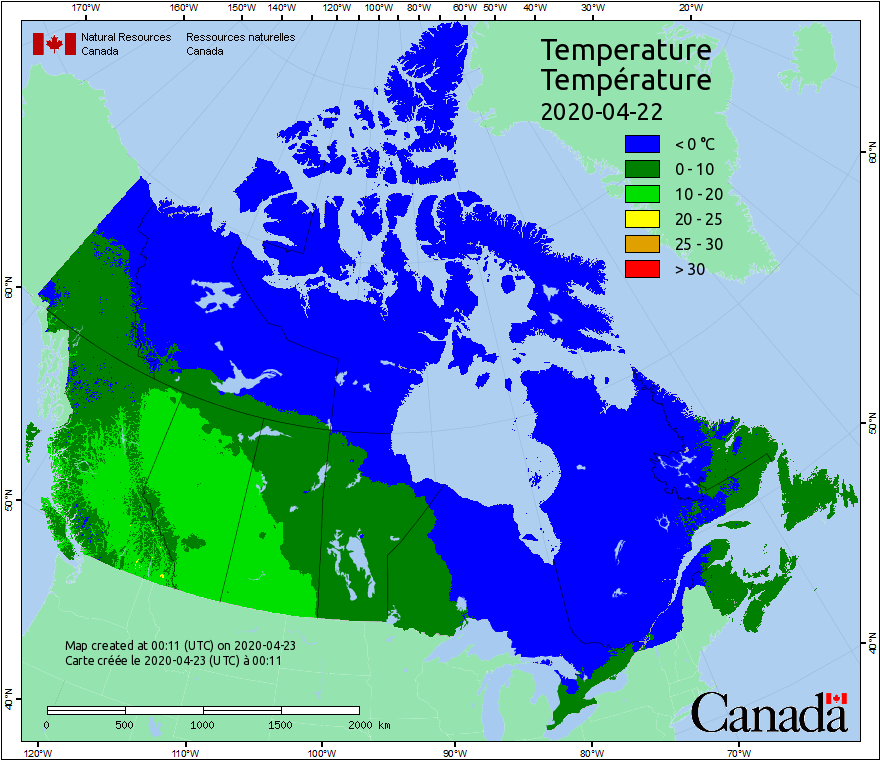 170°W 160°W 150°W 140°W 120°W 100°W 80°W 60°W 50°W 40°W 30°W 20°W
Natural Resources Ressources naturelles
Canada Canada
Temperature
Température
2020-04-22
< 0 °C
0 - 10
10 - 20
20 - 25
25 - 30
> 30
60°N
60°N
50°N
50°N
40°N
40°N
Map created at 00:11 (UTC) on 2020-04-23
Carte créée le 2020-04-23 (UTC) à 00:11
0 500 1000 1500 2000 km
Canada
120°W 110°W 100°W 90°W 80°W 70°W